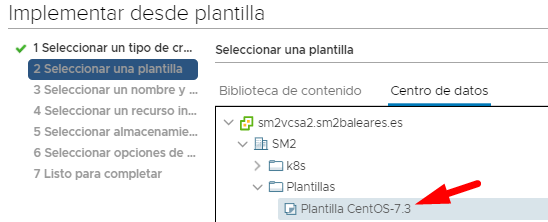 Implementar desde plantilla
1 Seleccionar un tipo de cr...
2 Seleccionar una plantilla
3 Seleccionar un nombre y ...
4 Seleccionar un recurso in...
5 Seleccionar almacenamie...
6 Seleccionar opciones de ...
7 Listo para completar
Seleccionar una plantilla
Biblioteca de contenido
Centro de datos
sm2vcsa2.sm2baleares.es
SM2
k8s
Plantillas
Plantilla CentOS-7.3